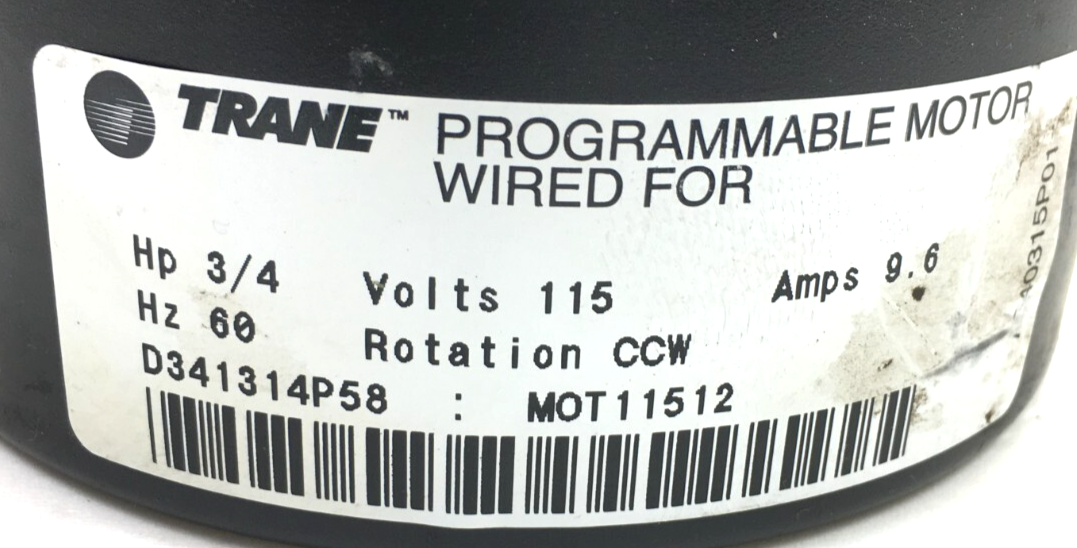 TRANE™ PROGRAMMABLE MOTOR
WIRED FOR
Hp 3/4 Volts 115 Amps 9.6
Hz 60 Rotation CCW
D341314P58 : MOT11512